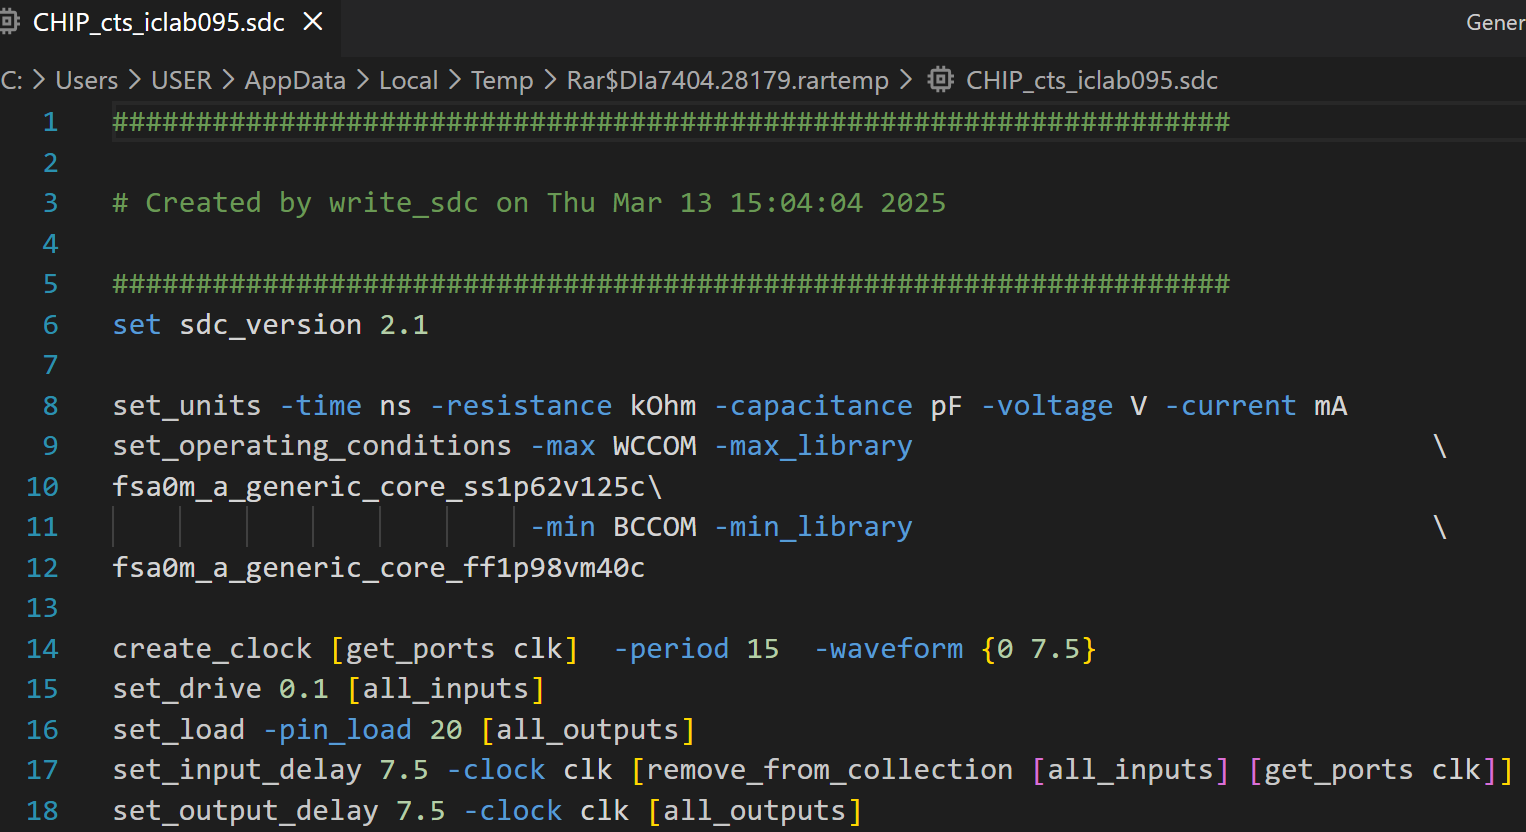 CHIP_cts_iclab095.sdc
Gener
C: > Users > USER > AppData > Local > Temp > Rar$DIa7404.28179.rartemp > CHIP_cts_iclab095.sdc
1 ###################################################################
2
3 # Created by write_sdc on Thu Mar 13 15:04:04 2025
4
5 ###################################################################
6 set sdc_version 2.1
7
8 set_units -time ns -resistance kOhm -capacitance pF -voltage V -current mA
9 set_operating_conditions -max WCCOM -max_library \
10 fsa0m_a_generic_core_ss1p62v125c\
11 -min BCCOM -min_library \
12 fsa0m_a_generic_core_ff1p98vm40c
13
14 create_clock [get_ports clk]  -period 15  -waveform {0 7.5}
15 set_drive 0.1 [all_inputs]
16 set_load -pin_load 20 [all_outputs]
17 set_input_delay 7.5 -clock clk [remove_from_collection [all_inputs] [get_ports clk]]
18 set_output_delay 7.5 -clock clk [all_outputs]